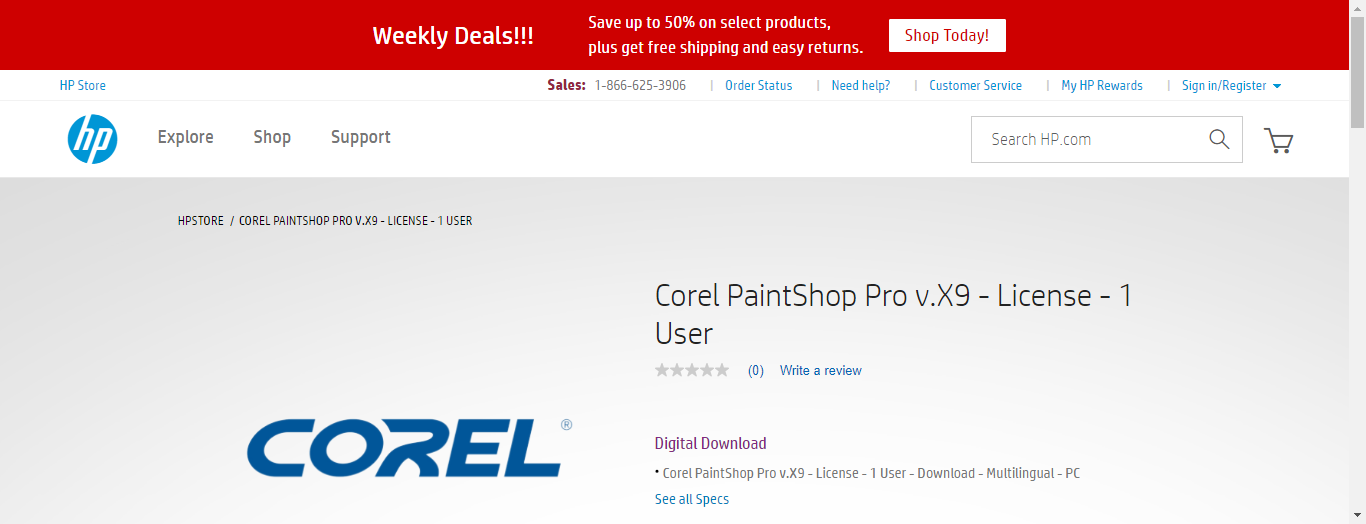 Weekly Deals!!!
Save up to 50% on select products,
plus get free shipping and easy returns.
Shop Today!
HP Store
Sales: 1-866-625-3906 | Order Status | Need help? | Customer Service | My HP Rewards | Sign in/Register
hp
Explore Shop Support
Search HP.com
HPSTORE / COREL PAINTSHOP PRO V.X9 - LICENSE - 1 USER
Corel PaintShop Pro v.X9 - License - 1
User
(0) Write a review
COREL®
Digital Download
• Corel PaintShop Pro v.X9 - License - 1 User - Download - Multilingual - PC
See all Specs